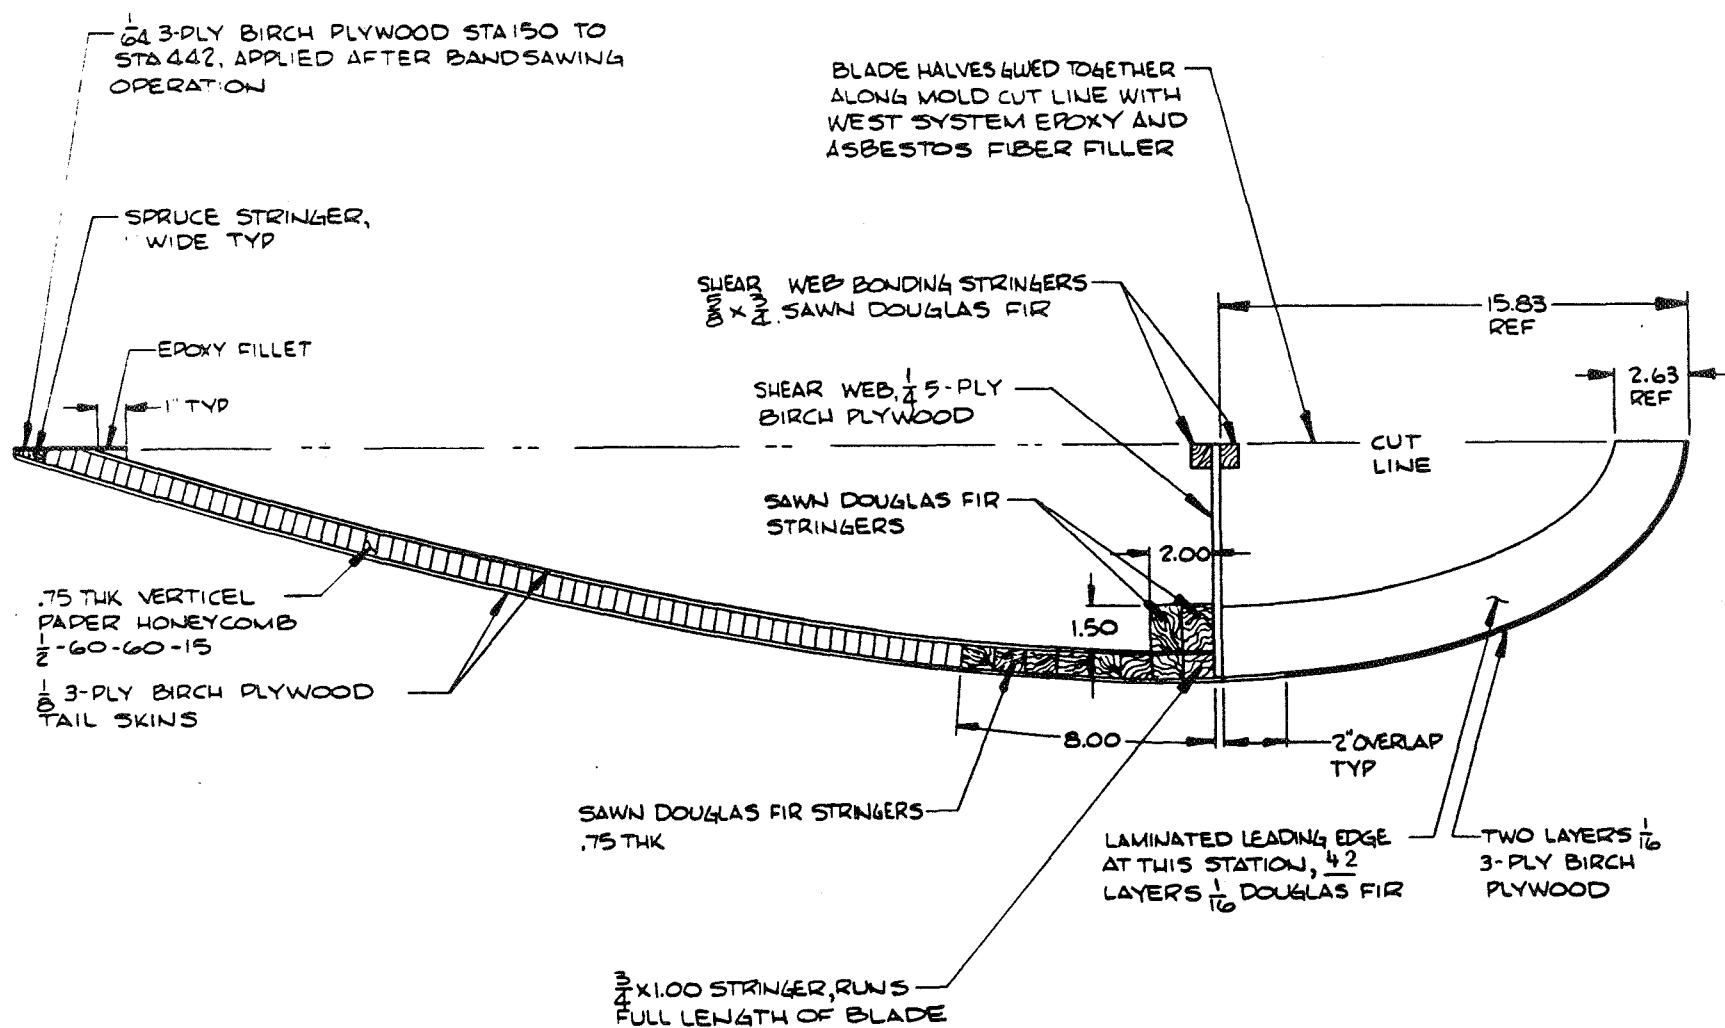 1/64 3-PLY BIRCH PLYWOOD STA 150 TO
STA 442, APPLIED AFTER BANDSAWING
OPERATION
BLADE HALVES GLUED TOGETHER
ALONG MOLD CUT LINE WITH
WEST SYSTEM EPOXY AND
ASBESTOS FIBER FILLER
SPRUCE STRINGER,
WIDE TYP
SHEAR WEB BONDING STRINGERS
5/8 x 3/4, SAWN DOUGLAS FIR
15.83
REF
EPOXY FILLET
1" TYP
SHEAR WEB, 1/4 5-PLY
BIRCH PLYWOOD
2.63
REF
CUT
LINE
SAWN DOUGLAS FIR
STRINGERS
2.00
1.50
.75 THK VERTICEL
PAPER HONEYCOMB
1/2-60-60-15
1/8 3-PLY BIRCH PLYWOOD
TAIL SKINS
8.00
2" OVERLAP
TYP
SAWN DOUGLAS FIR STRINGERS
.75 THK
LAMINATED LEADING EDGE
AT THIS STATION, 42
LAYERS 1/16 DOUGLAS FIR
TWO LAYERS 1/16
3-PLY BIRCH
PLYWOOD
3/4 x 1.00 STRINGER, RUNS
FULL LENGTH OF BLADE